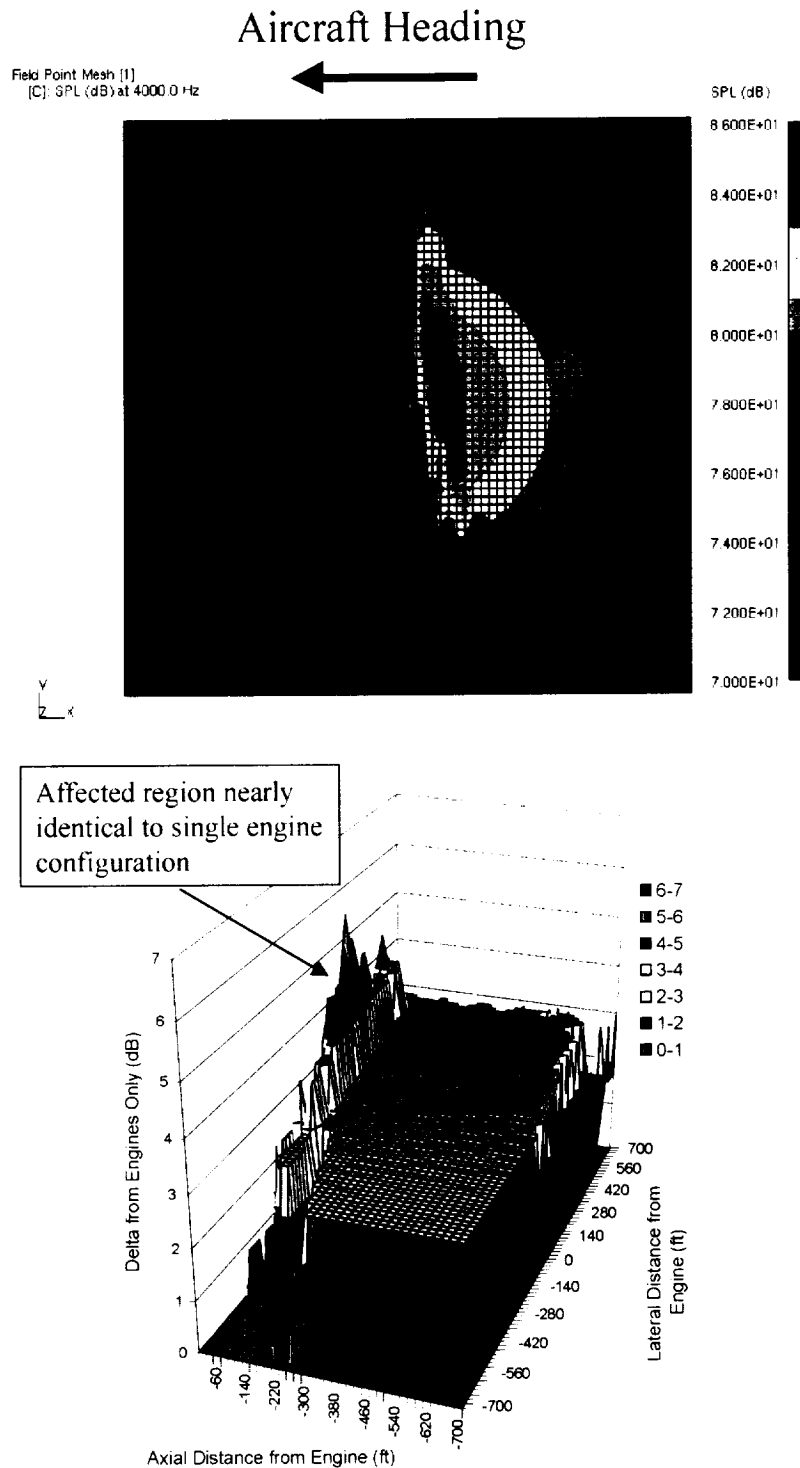 Aircraft Heading
Field Point Mesh [1]
[C]: SPL (dB) at 4000.0 Hz
SPL (dB)
8.600E+01
8.400E+01
8.200E+01
8.000E+01
7.800E+01
7.600E+01
7.400E+01
7.200E+01
7.000E+01
Y
Z X
Affected region nearly
identical to single engine
configuration
6-7
5-6
4-5
3-4
2-3
1-2
0-1
Delta from Engines Only (dB)
7
6
5
4
3
2
1
0
-60
-140
-220
-300
-380
-460
-540
-620
-700
Axial Distance from Engine (ft)
700
560
420
280
140
0
-140
-280
-420
-560
-700
Lateral Distance from
Engine (ft)